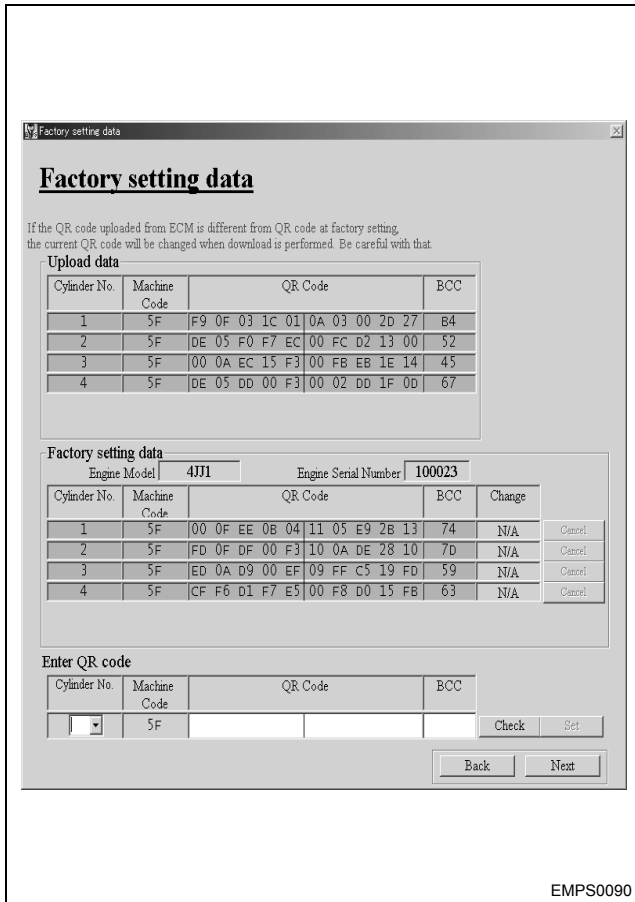 Factory setting data
Factory setting data
If the QR code uploaded from ECM is different from QR code at factory setting,
the current QR code will be changed when download is performed. Be careful with that.
Upload data
Cylinder No. Machine Code QR Code BCC
1 5F F9 0F 03 1C 01 0A 03 00 2D 27 B4
2 5F DE 05 F0 F7 EC 00 FC D2 13 00 52
3 5F 00 0A EC 15 F3 00 FB EB 1E 14 45
4 5F DE 05 DD 00 F3 00 02 DD 1F 0D 67
Factory setting data
Engine Model 4JJ1 Engine Serial Number 100023
Cylinder No. Machine Code QR Code BCC Change
1 5F 00 0F EE 0B 04 11 05 E9 2B 13 74 N/A Cancel
2 5F FD 0F DF 00 F3 10 0A DE 28 10 7D N/A Cancel
3 5F ED 0A D9 00 EF 09 FF C5 19 FD 59 N/A Cancel
4 5F CF F6 D1 F7 E5 00 F8 D0 15 FB 63 N/A Cancel
Enter QR code
Cylinder No. Machine Code QR Code BCC
5F Check Set
Back Next
EMPS0090